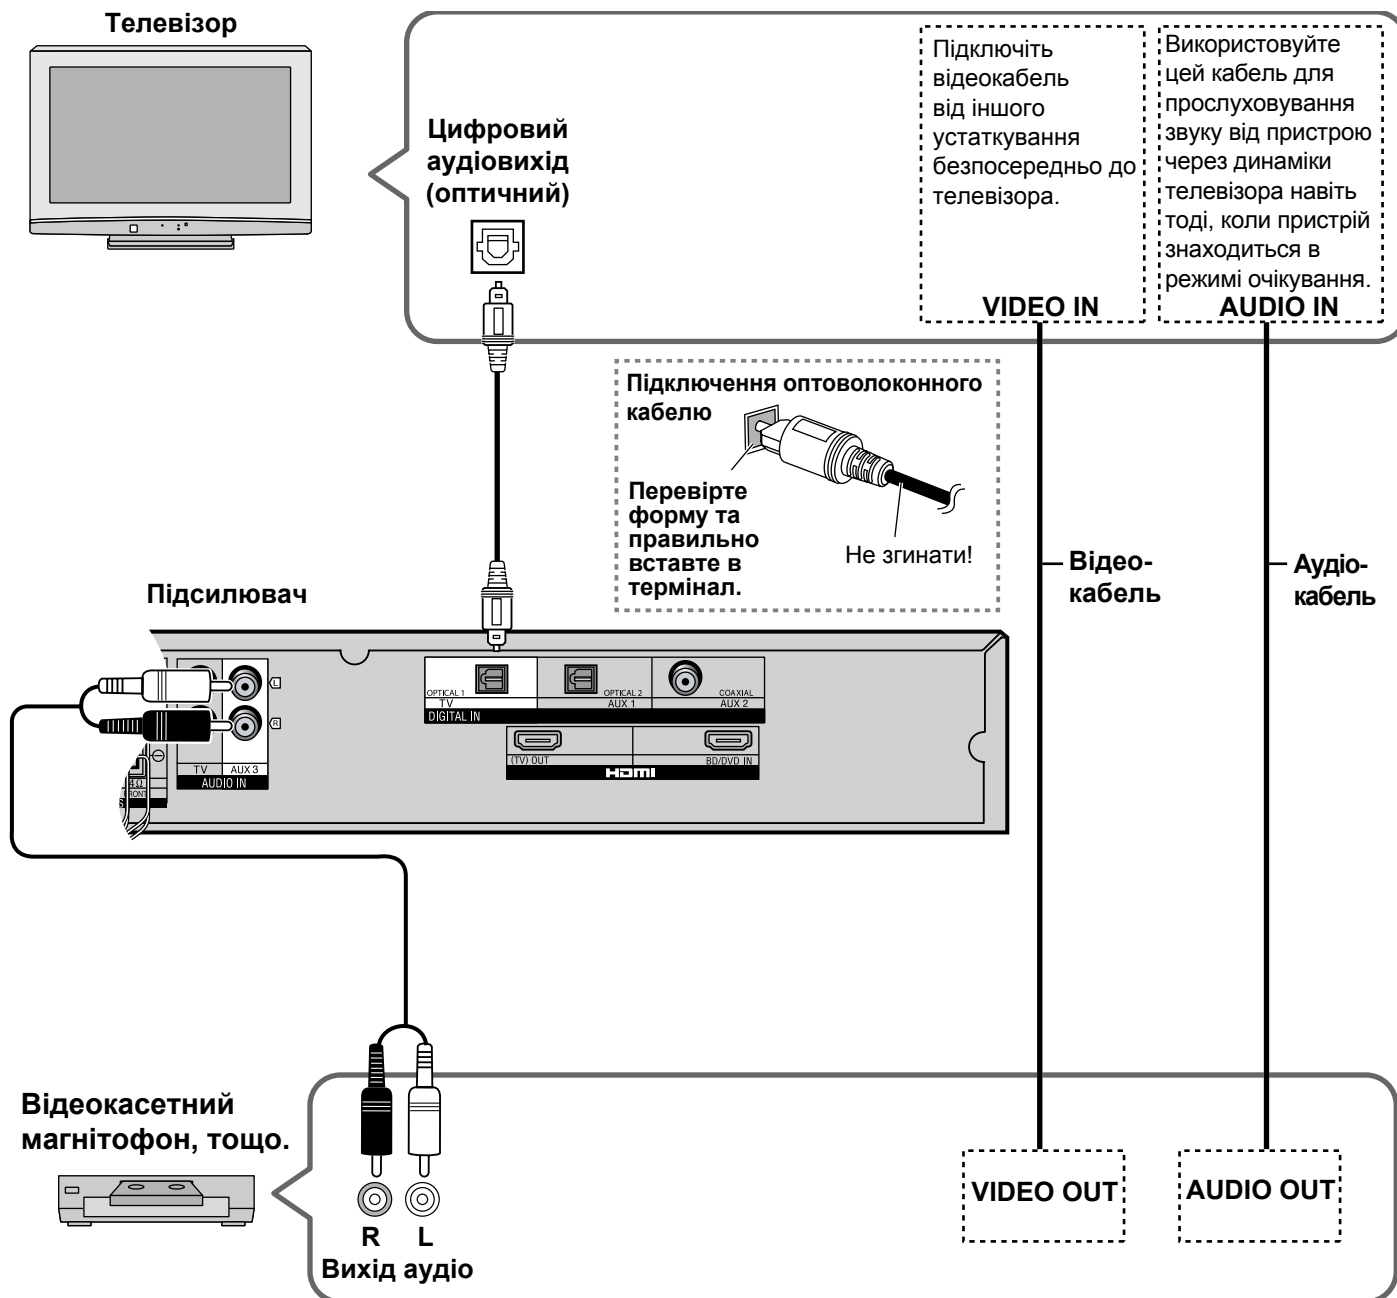 Телевізор
Цифровий
аудіовихід
(оптичний)
Підключіть
відеокабель
від іншого
устаткування
безпосередньо до
телевізора.
VIDEO IN
Використовуйте
цей кабель для
прослуховування
звуку від пристрою
через динаміки
телевізора навіть
тоді, коли пристрій
знаходиться в
режимі очікування.
AUDIO IN
Підключення оптоволоконного
кабелю
Перевірте
форму та
правильно
вставте в
термінал.
Не згинати!
Відео-
кабель
Аудіо-
кабель
Підсилювач
L
R
TV
AUX 3
AUDIO IN
4Ω
OPTICAL 1
TV
OPTICAL 2
AUX 1
COAXIAL
AUX 2
DIGITAL IN
(TV) OUT
BD/DVD IN
HDMI
Відеокасетний
магнітофон, тощо.
R L
Вихід аудіо
VIDEO OUT
AUDIO OUT